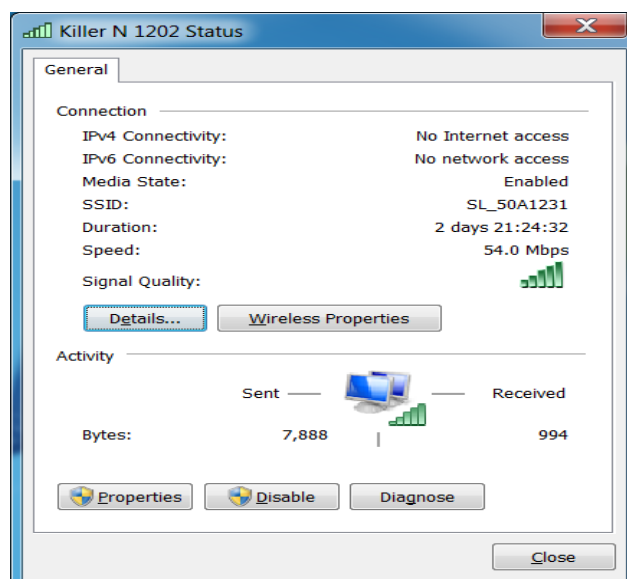 Killer N 1202 Status
General
Connection
IPv4 Connectivity: No Internet access
IPv6 Connectivity: No network access
Media State: Enabled
SSID: SL_50A1231
Duration: 2 days 21:24:32
Speed: 54.0 Mbps
Signal Quality:
Details... Wireless Properties
Activity
Sent Received
Bytes: 7,888 994
Properties Disable Diagnose
Close